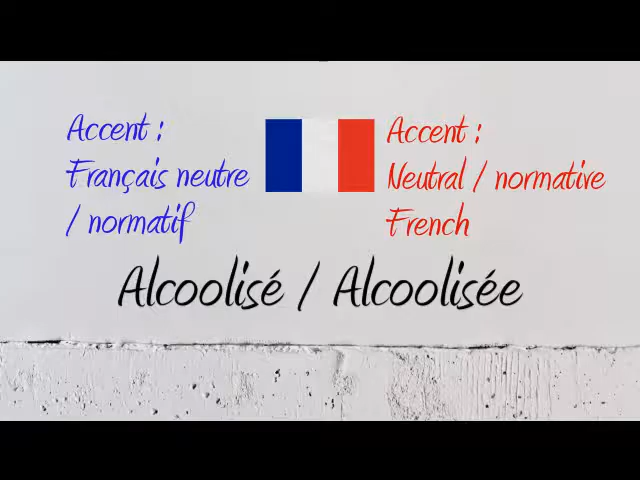 Accent :
Français neutre
/ normatif
Accent :
Neutral / normative
French
Alcoolisé / Alcoolisée